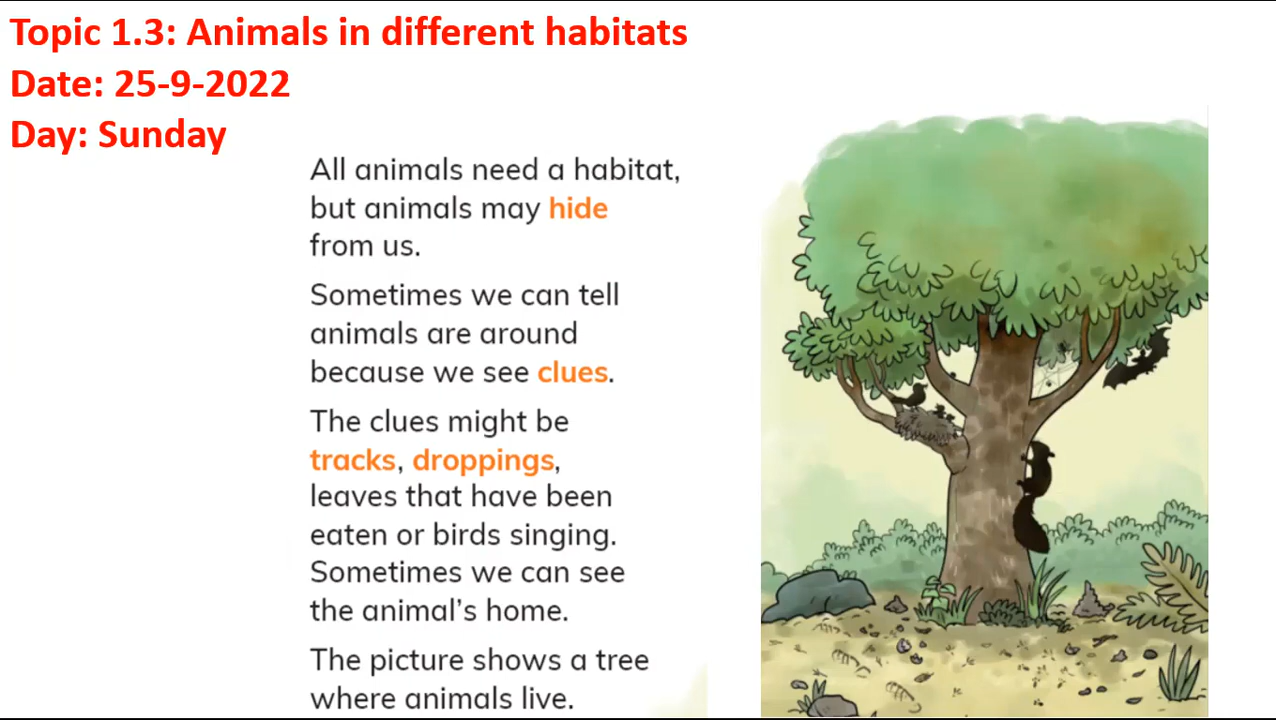 Topic 1.3: Animals in different habitats
Date: 25-9-2022
Day: Sunday
All animals need a habitat,
but animals may hide
from us.
Sometimes we can tell
animals are around
because we see clues.
The clues might be
tracks, droppings,
leaves that have been
eaten or birds singing.
Sometimes we can see
the animal’s home.
The picture shows a tree
where animals live.